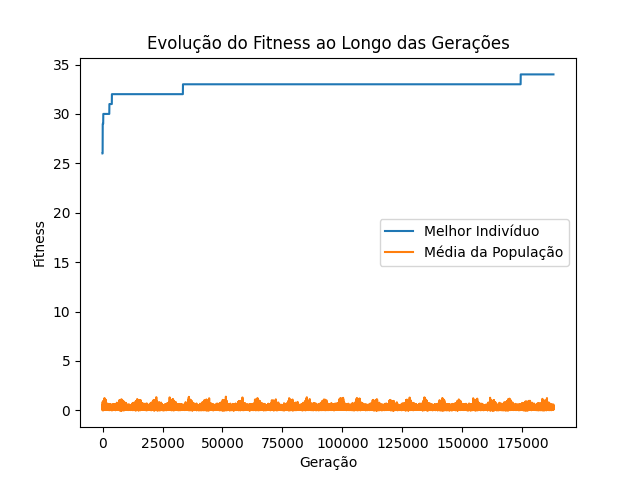 Evolução do Fitness ao Longo das Gerações
35
30
25
20
15
10
5
0
Fitness
Melhor Indivíduo
Média da População
0 25000 50000 75000 100000 125000 150000 175000
Geração